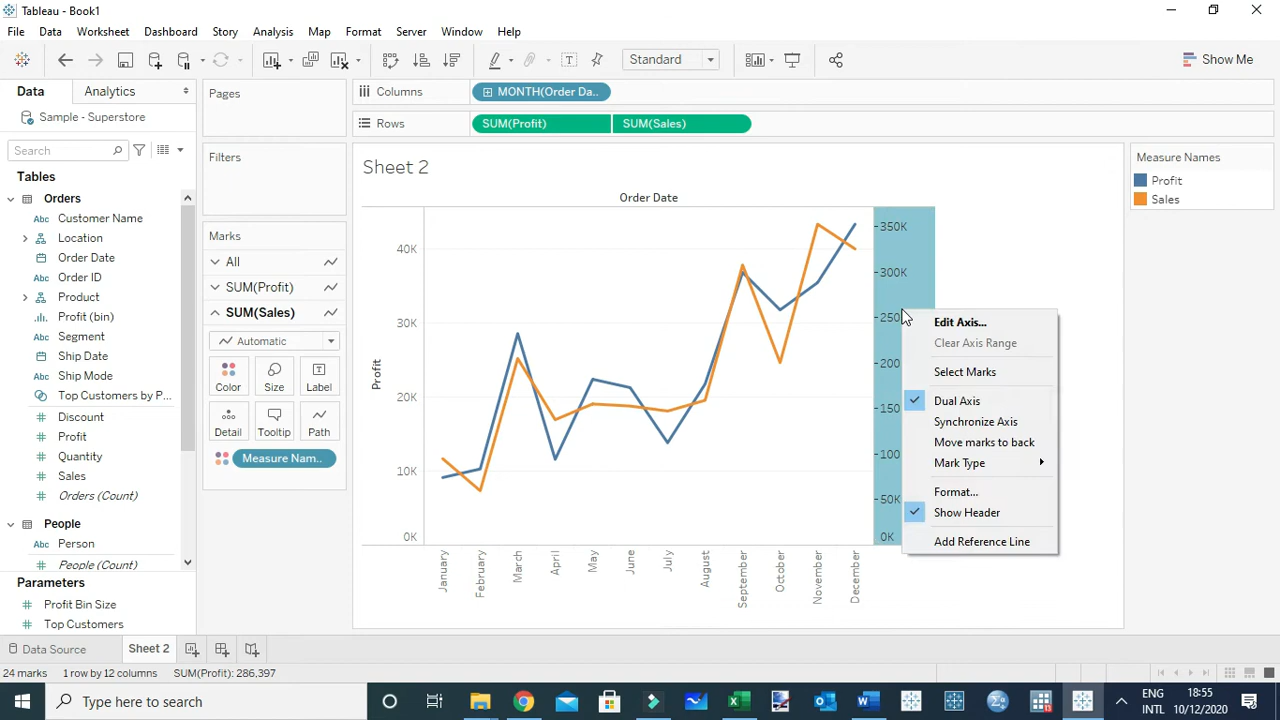 Tableau - Book1
File Data Worksheet Dashboard Story Analysis Map Format Server Window Help
Standard
Show Me
Data Analytics
Sample - Superstore
Search
Tables
Orders
Abc Customer Name
Location
Order Date
Abc Order ID
Product
Profit (bin)
Abc Segment
Ship Date
Abc Ship Mode
Top Customers by P...
Discount
Profit
Quantity
Sales
Orders (Count)
People
Abc Person
People (Count)
Parameters
Profit Bin Size
Top Customers
Pages
Filters
Marks
All
SUM(Profit)
SUM(Sales)
Automatic
Color Size Label
Detail Tooltip Path
Measure Nam..
Columns MONTH(Order Da..
Rows SUM(Profit) SUM(Sales)
Sheet 2
Order Date
Profit
40K
30K
20K
10K
0K
350K
300K
250
200
150
100
50K
0K
January
February
March
April
May
June
July
August
September
October
November
December
Edit Axis...
Clear Axis Range
Select Marks
Dual Axis
Synchronize Axis
Move marks to back
Mark Type
Format...
Show Header
Add Reference Line
Measure Names
Profit
Sales
Data Source Sheet 2
24 marks 1 row by 12 columns SUM(Profit): 286,397
Type here to search
ENG
INTL
18:55
10/12/2020